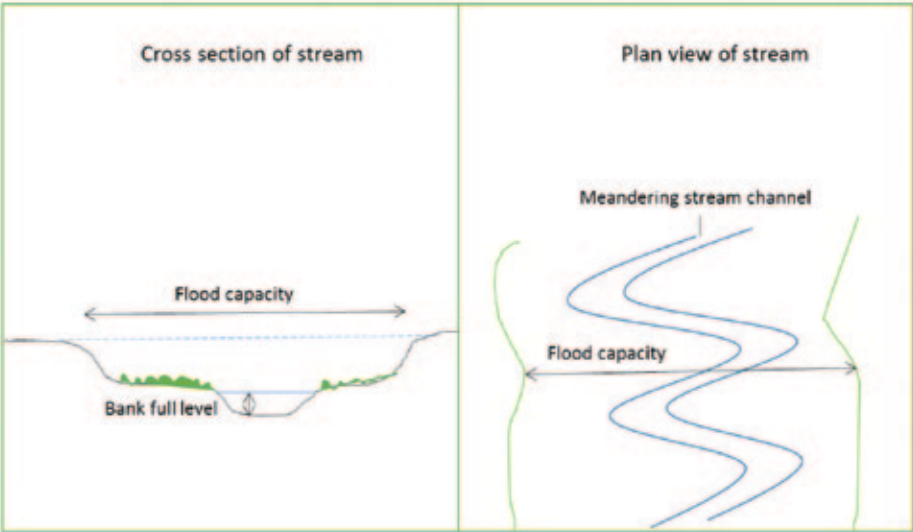 Cross section of stream
Flood capacity
Bank full level
Plan view of stream
Meandering stream channel
Flood capacity